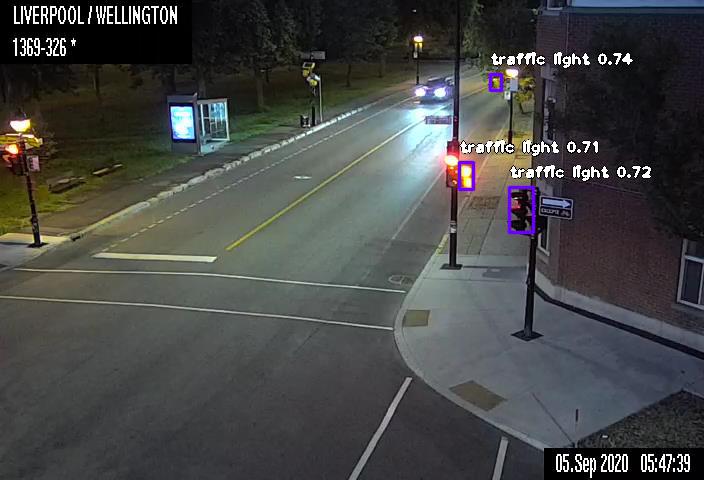 LIVERPOOL / WELLINGTON
1369-326 *
traffic light 0.74
traffic light 0.71
traffic light 0.72
05.Sep 2020 05:47:39